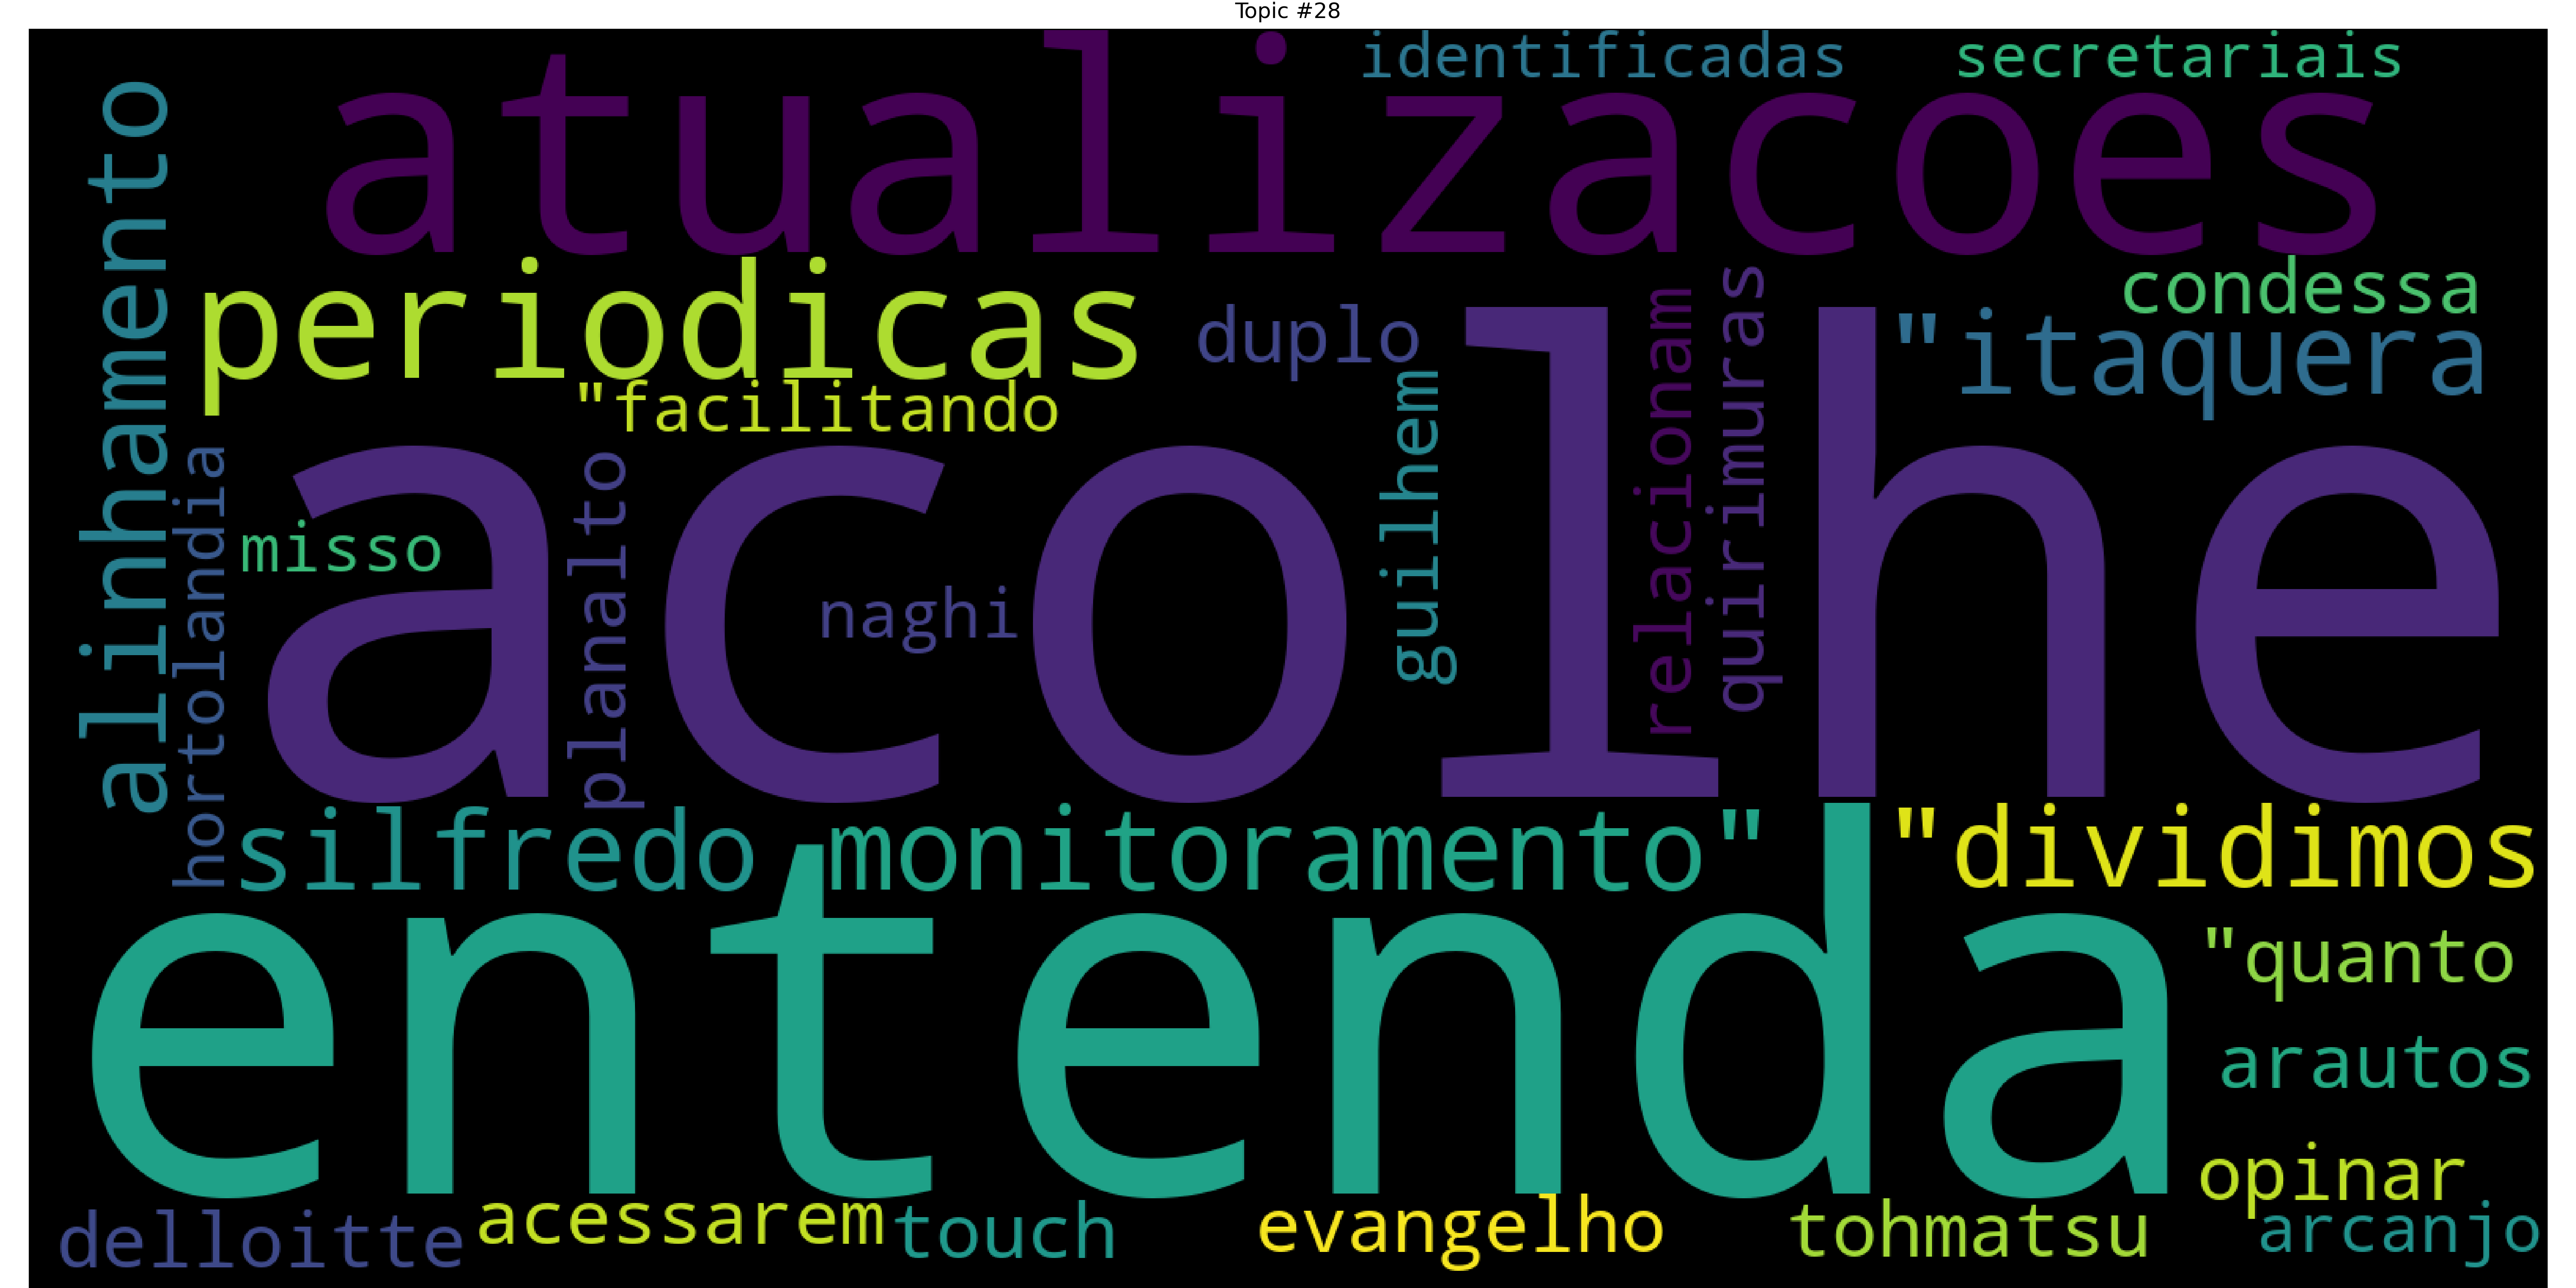 Topic #28
identificadas
secretariais
atualizacoes
alinhamento
periodicas
condessa
duplo
"itaquera
"facilitando
relacionam
quirimuras
guilhem
hortolandia
planalto
misso
naghi
acolhe
silfredo
monitoramento"
"dividimos
entenda
"quanto
arautos
opinar
delloitte
acessarem
touch
evangelho
tohmatsu
arcanjo